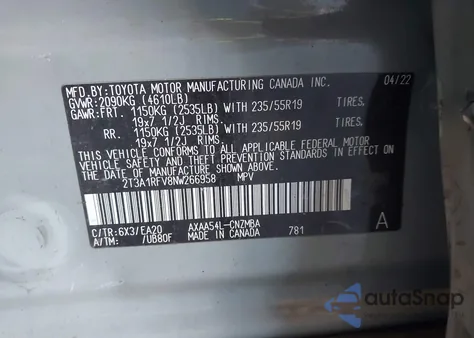 MFD.BY:TOYOTA MOTOR MANUFACTURING CANADA INC. 04/22
GVWR:2090KG (4610LB)
GAWR:FRT. 1150KG (2535LB) WITH 235/55R19 TIRES.
19x7 1/2J RIMS.
RR. 1150KG (2535LB) WITH 235/55R19 TIRES.
19x7 1/2J RIMS.
THIS VEHICLE CONFORMS TO ALL APPLICABLE FEDERAL MOTOR
VEHICLE SAFETY AND THEFT PREVENTION STANDARDS IN EFFECT ON
THE DATE OF MANUFACTURE SHOWN ABOVE.
2T3A1RFV8NW266958 MPV
C/TR:6X3/EA20 AXAA54L-CNZMBA A
A/TM: /UB80F MADE IN CANADA 781
autoSnap